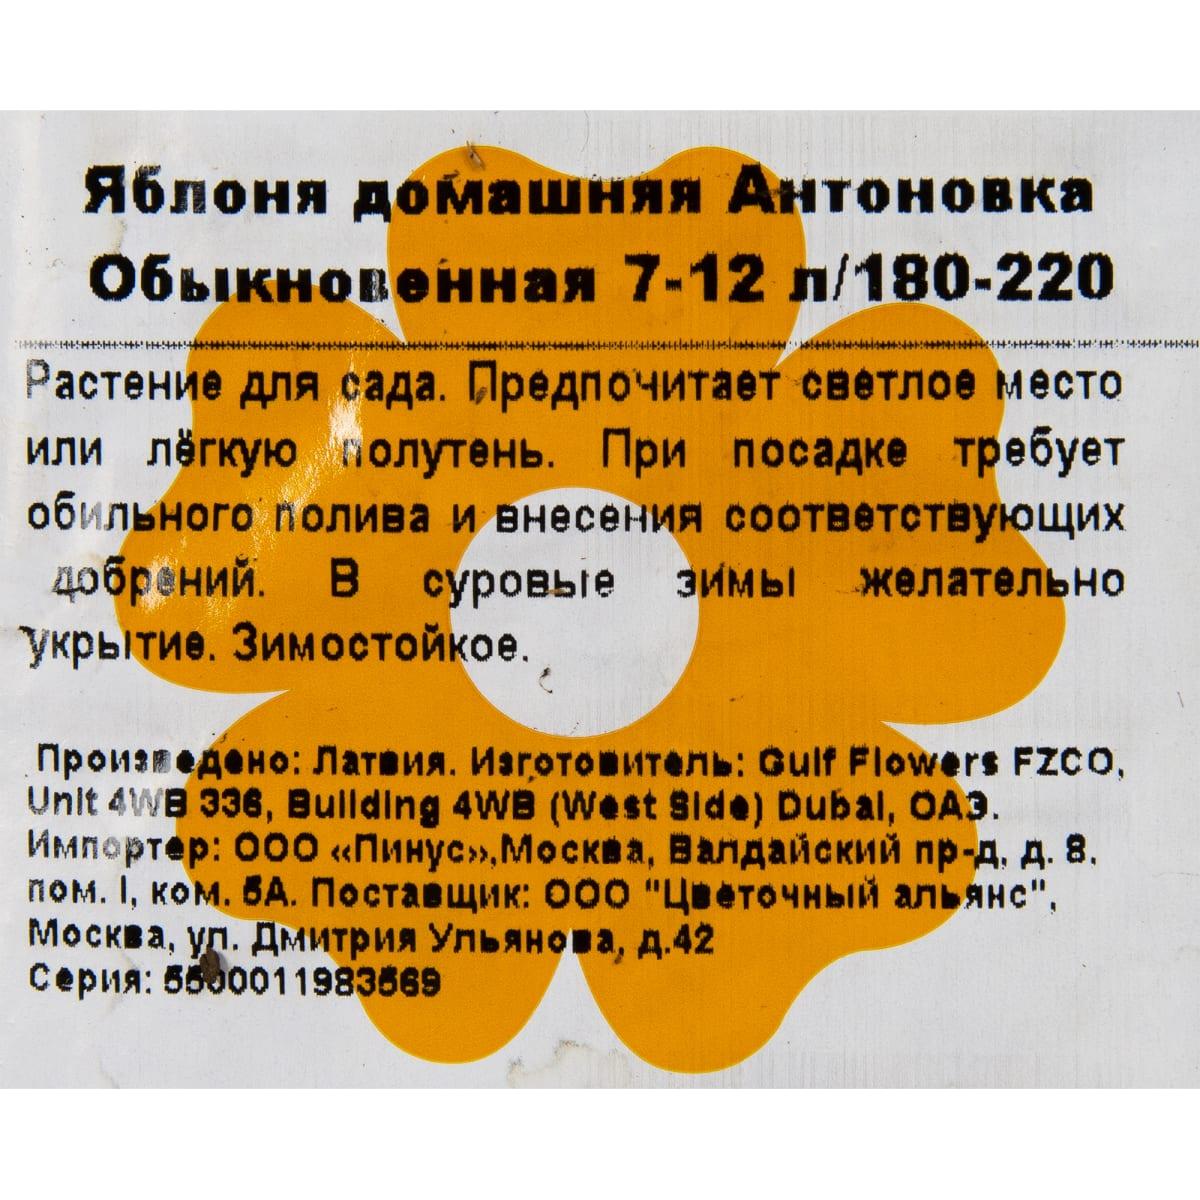 Яблоня домашняя Антоновка
Обыкновенная 7-12 л/180-220
Растение для сада. Предпочитает светлое место
или лёгкую полутень. При посадке требует
обильного полива и внесения соответствующих
добрений. В суровые зимы желательно
укрытие. Зимостойкое.
Произведено: Латвия. Изготовитель: Gulf Flowers FZCO,
Unit 4WB 336, Building 4WB (West Side) Dubai, ОАЭ.
Импортер: ООО «Пинус»,Москва, Валдайский пр-д, д. 8,
пом. I, ком. 5А. Поставщик: ООО "Цветочный альянс",
Москва, ул. Дмитрия Ульянова, д.42
Серия: 5500011983569